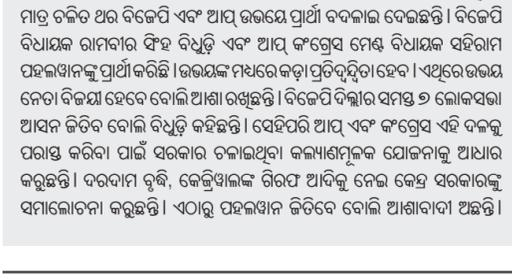 ମାତ୍ର ଚଳିତ ଥର ବିଜେପି ଏବଂ ଆପ୍ ଉଭୟେ ପ୍ରାର୍ଥୀ ବଦଳାଇ ଦେଇଛନ୍ତି । ବିଜେପି
ବିଧାୟକ ରାମବୀର ସିଂହ ବିଧୁଡ଼ି ଏବଂ ଆପ୍ କଂଗ୍ରେସ ମେଣ୍ଟ ବିଧାୟକ ସହିରାମ
ପହଲୱାନଙ୍କୁ ପ୍ରାର୍ଥୀ କରିଛି । ଉଭୟଙ୍କ ମଧ୍ୟରେ କଡ଼ା ପ୍ରତିଦ୍ୱନ୍ଦ୍ୱିତା ହେବ । ଏଥିରେ ଉଭୟ
ନେତା ବିଜୟୀ ହେବେ ବୋଲି ଆଶା ରଖିଛନ୍ତି । ବିଜେପି ଦିଲ୍ଲୀର ସମସ୍ତ ୭ ଲୋକସଭା
ଆସନ ଜିତିବ ବୋଲି ବିଧୁଡ଼ି କହିଛନ୍ତି । ସେହିପରି ଆପ୍ ଏବଂ କଂଗ୍ରେସ ଏହି ଦଳକୁ
ପରାସ୍ତ କରିବା ପାଇଁ ସରକାର ଚଳାଇଥିବା କଲ୍ୟାଣମୂଳକ ଯୋଜନାକୁ ଆଧାର
କରୁଛନ୍ତି । ଦରଦାମ ବୃଦ୍ଧି, କେଜ୍ରିୱାଲଙ୍କ ଗିରଫ ଆଦିକୁ ନେଇ କେନ୍ଦ୍ର ସରକାରଙ୍କୁ
ସମାଲୋଚନା କରୁଛନ୍ତି । ଏଠାରୁ ପହଲୱାନ ଜିତିବେ ବୋଲି ଆଶାବାଦୀ ଅଛନ୍ତି ।